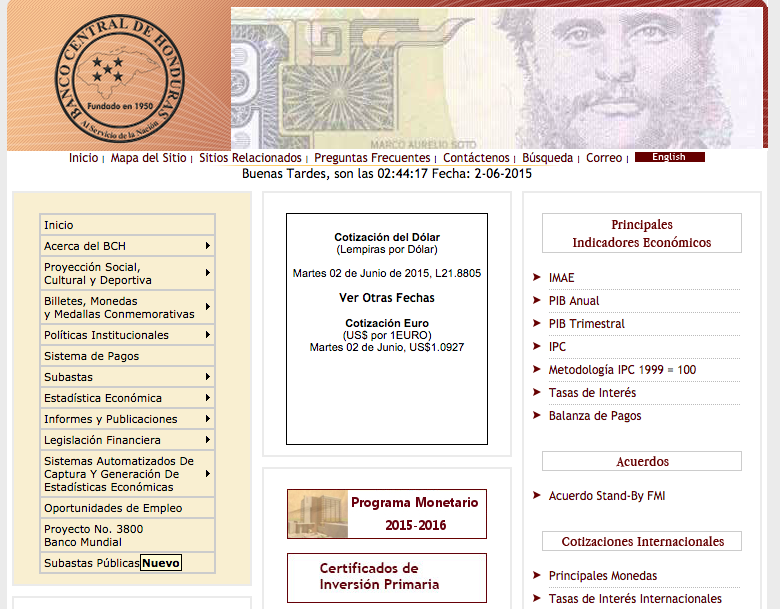 BANCO CENTRAL DE HONDURAS
Fundado en 1950
Al Servicio de la Nación
MARCO AURELIO SOTO
Inicio | Mapa del Sitio | Sitios Relacionados | Preguntas Frecuentes | Contáctenos | Búsqueda | Correo | English
Buenas Tardes, son las 02:44:17 Fecha: 2-06-2015
Inicio
Acerca del BCH
Proyección Social,
Cultural y Deportiva
Billetes, Monedas
y Medallas Conmemorativas
Políticas Institucionales
Sistema de Pagos
Subastas
Estadística Económica
Informes y Publicaciones
Legislación Financiera
Sistemas Automatizados De
Captura Y Generación De
Estadísticas Económicas
Oportunidades de Empleo
Proyecto No. 3800
Banco Mundial
Subastas Públicas Nuevo
Cotización del Dólar
(Lempiras por Dólar)
Martes 02 de Junio de 2015, L21.8805
Ver Otras Fechas
Cotización Euro
(US$ por 1EURO)
Martes 02 de Junio, US$1.0927
Programa Monetario
2015-2016
Certificados de
Inversión Primaria
Principales
Indicadores Económicos
IMAE
PIB Anual
PIB Trimestral
IPC
Metodología IPC 1999 = 100
Tasas de Interés
Balanza de Pagos
Acuerdos
Acuerdo Stand-By FMI
Cotizaciones Internacionales
Principales Monedas
Tasas de Interés Internacionales